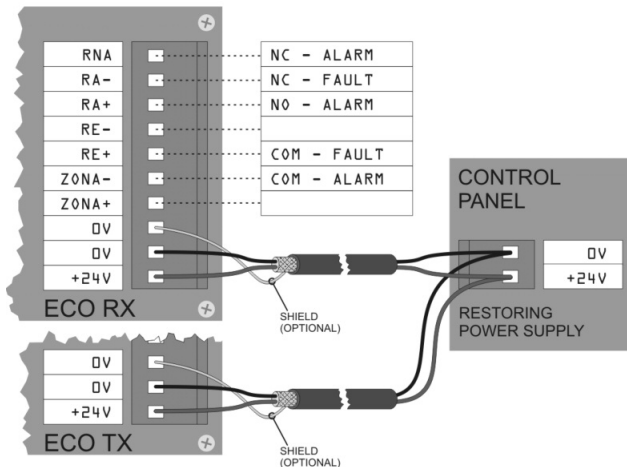 RNA NC - ALARM
RA- NC - FAULT
RA+ NO - ALARM
RE-
RE+ COM - FAULT
ZONA- COM - ALARM
ZONA+
0V
0V
+24V
ECO RX
SHIELD
(OPTIONAL)
CONTROL
PANEL
0V
+24V
RESTORING
POWER SUPPLY
0V
0V
+24V
ECO TX
SHIELD
(OPTIONAL)